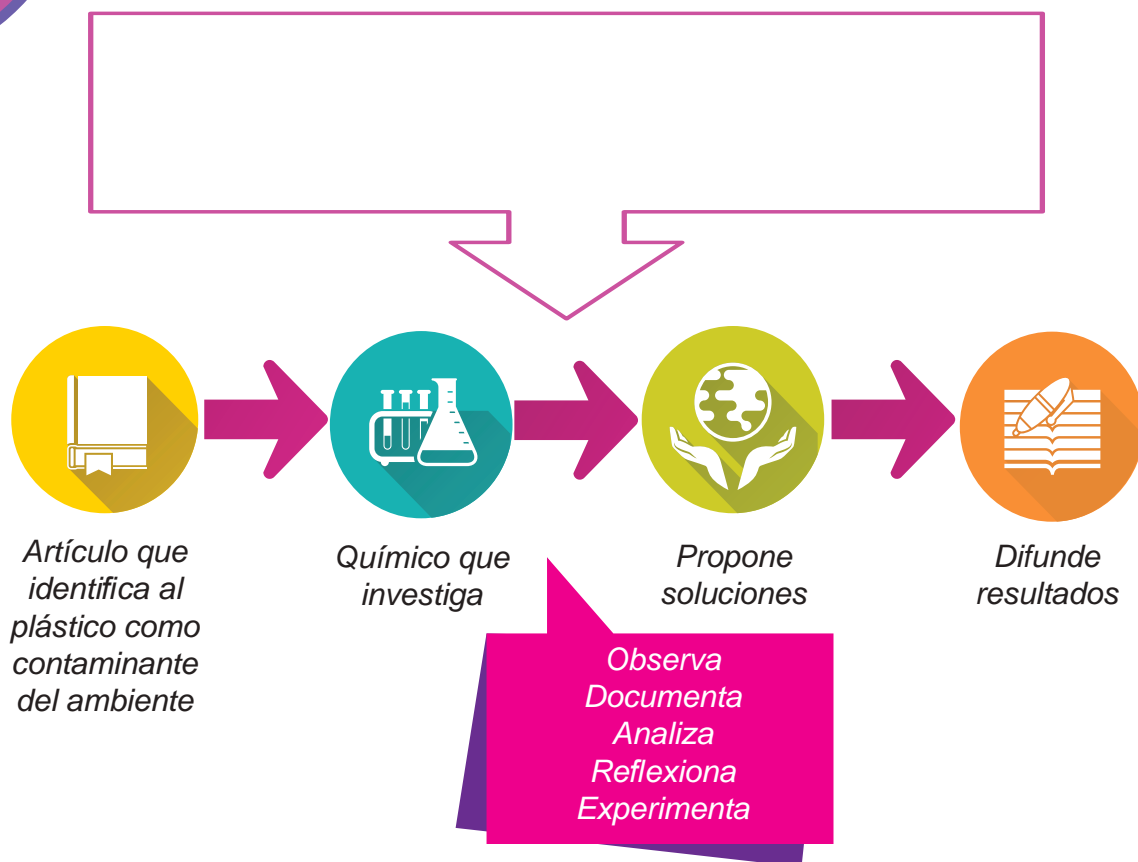 Artículo que
identifica al
plástico como
contaminante
del ambiente
Químico que
investiga
Propone
soluciones
Difunde
resultados
Observa
Documenta
Analiza
Reflexiona
Experimenta